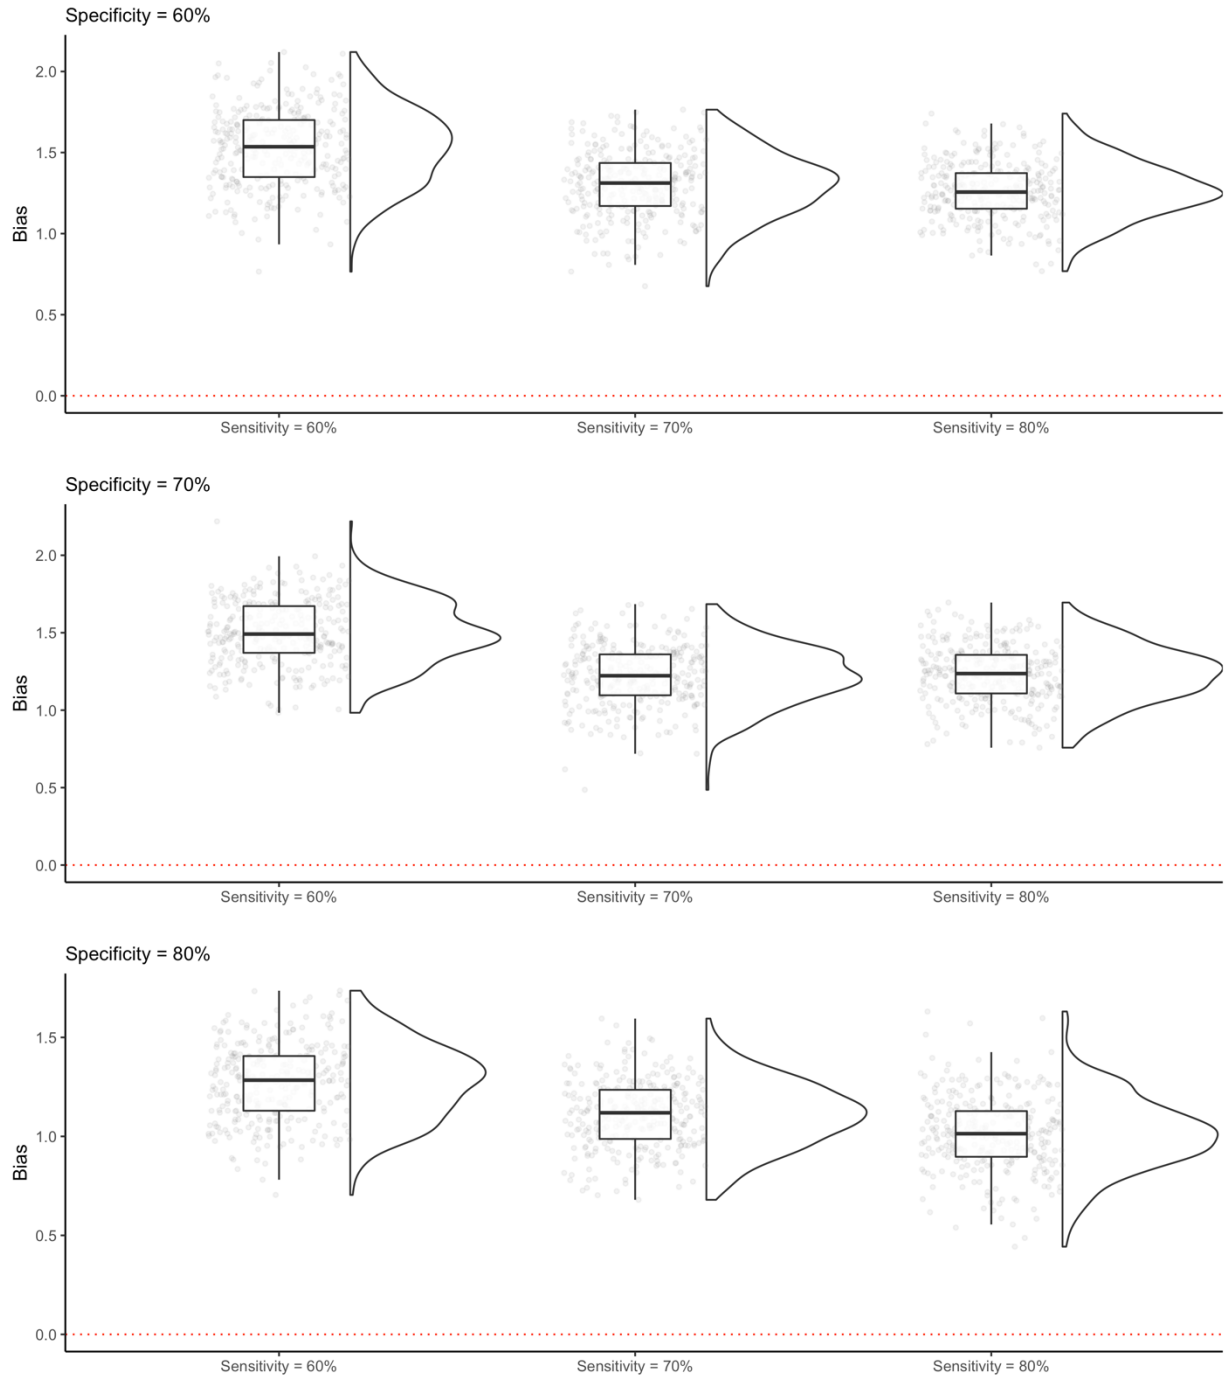 Specificity = 60%
2.0
1.5
1.0
0.5
0.0
Bias
Sensitivity = 60% Sensitivity = 70% Sensitivity = 80%
Specificity = 70%
2.0
1.5
1.0
0.5
0.0
Bias
Sensitivity = 60% Sensitivity = 70% Sensitivity = 80%
Specificity = 80%
1.5
1.0
0.5
0.0
Bias
Sensitivity = 60% Sensitivity = 70% Sensitivity = 80%